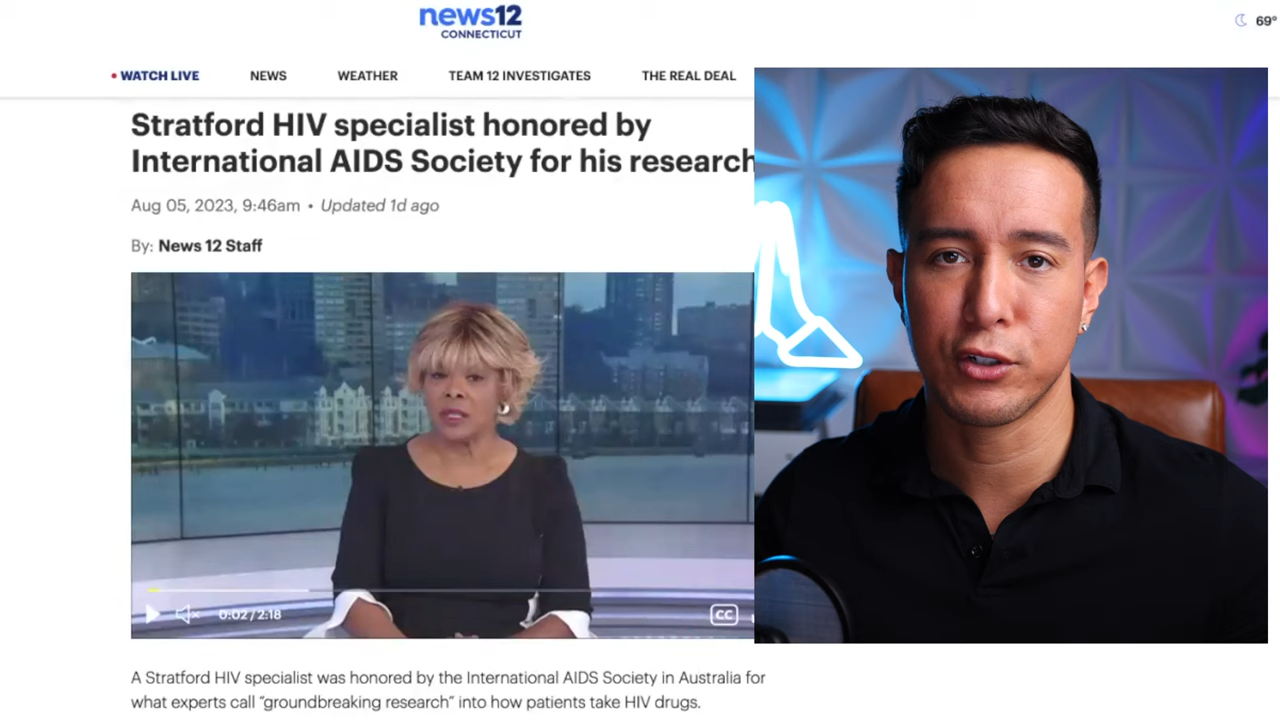 news12
CONNECTICUT
69°
WATCH LIVE
NEWS
WEATHER
TEAM 12 INVESTIGATES
THE REAL DEAL
Stratford HIV specialist honored by
International AIDS Society for his research
Aug 05, 2023, 9:46am • Updated 1d ago
By: News 12 Staff
0:02 / 2:18
CC
A Stratford HIV specialist was honored by the International AIDS Society in Australia for
what experts call "groundbreaking research" into how patients take HIV drugs.